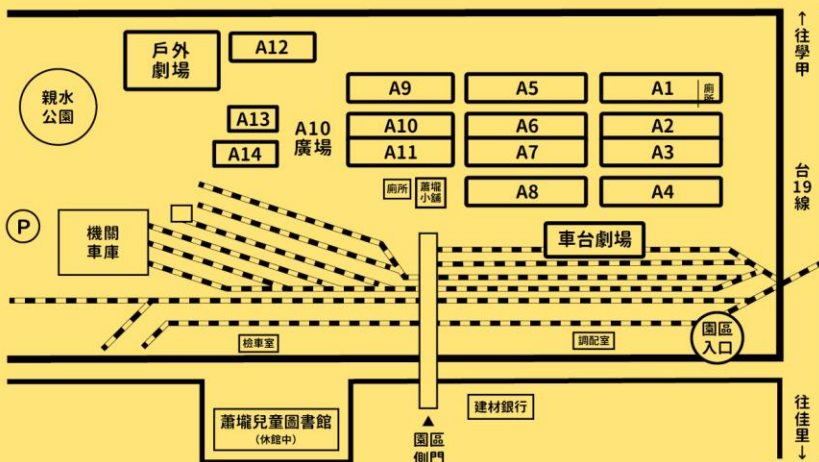 ↑往學甲
戶外
劇場
A12
親水
公園
A9
A5
A1
廁所
A13
A10
廣場
A10
A6
A2
A14
A11
A7
A3
台19線
廁所
蕭壠
小舖
A8
A4
P
機關
車庫
車台劇場
園區
入口
檢車室
調配室
蕭壠兒童圖書館
（休館中）
建材銀行
▲
園區
側門
往佳里↓